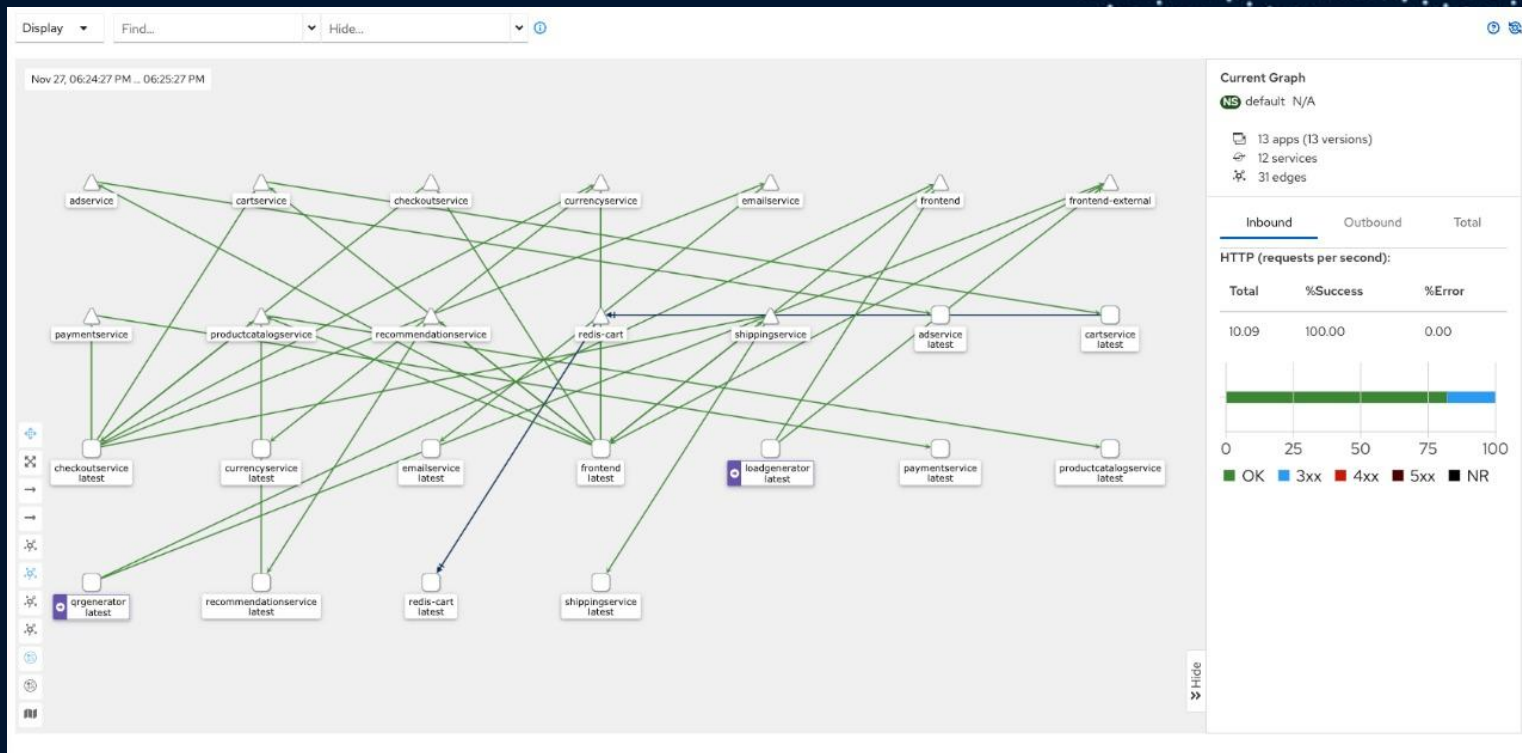 Display
Find...
Hide...
Nov 27, 06:24:27 PM ... 06:25:27 PM
adservice
cartservice
checkoutservice
currencyservice
emailservice
frontend
frontend-external
paymentservice
productcatalogservice
recommendationservice
redis-cart
shippingservice
adservice
latest
cartservice
latest
checkoutservice
latest
currencyservice
latest
emailservice
latest
frontend
latest
loadgenerator
latest
paymentservice
latest
productcatalogservice
latest
qrgenerator
latest
recommendationservice
latest
redis-cart
latest
shippingservice
latest
Hide
Current Graph
NS default N/A
13 apps (13 versions)
12 services
31 edges
Inbound Outbound Total
HTTP (requests per second):
Total %Success %Error
10.09 100.00 0.00
0 25 50 75 100
OK 3xx 4xx 5xx NR